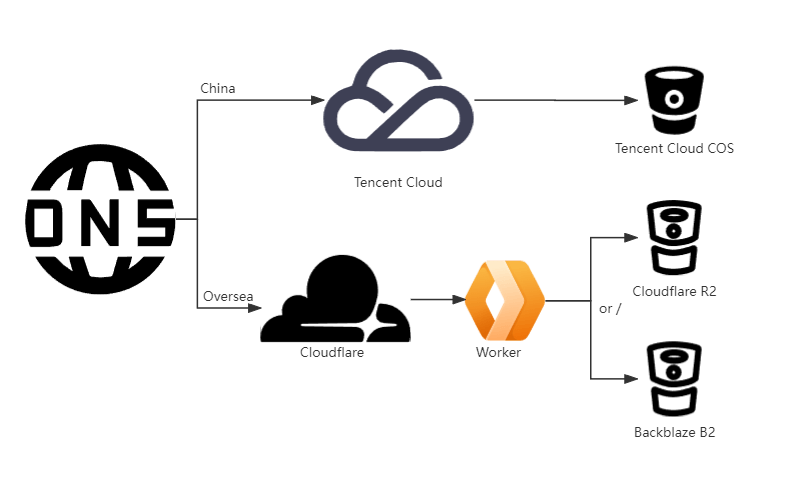 China
Tencent Cloud COS
Tencent Cloud
DNS
Oversea
Cloudflare R2
or /
Cloudflare
Worker
Backblaze B2